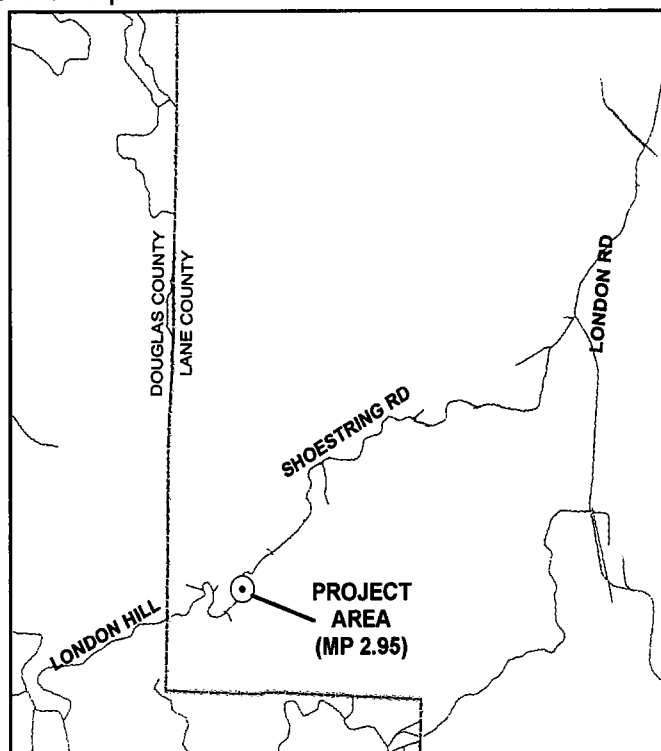 DOUGLAS COUNTY
LANE COUNTY
LONDON RD
SHOESTRING RD
LONDON HILL
PROJECT
AREA
(MP 2.95)